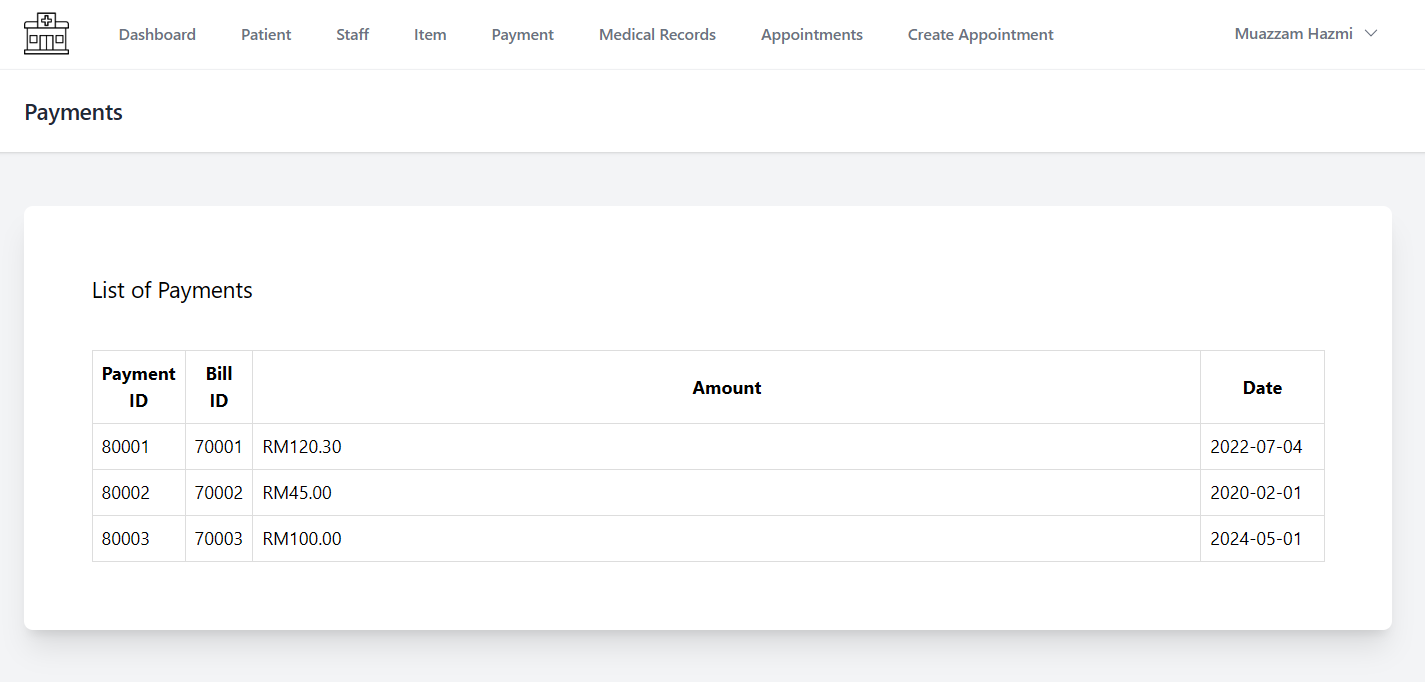 Dashboard Patient Staff Item Payment Medical Records Appointments Create Appointment Muazzam Hazmi
Payments
List of Payments
Payment ID Bill ID Amount Date
80001 70001 RM120.30 2022-07-04
80002 70002 RM45.00 2020-02-01
80003 70003 RM100.00 2024-05-01